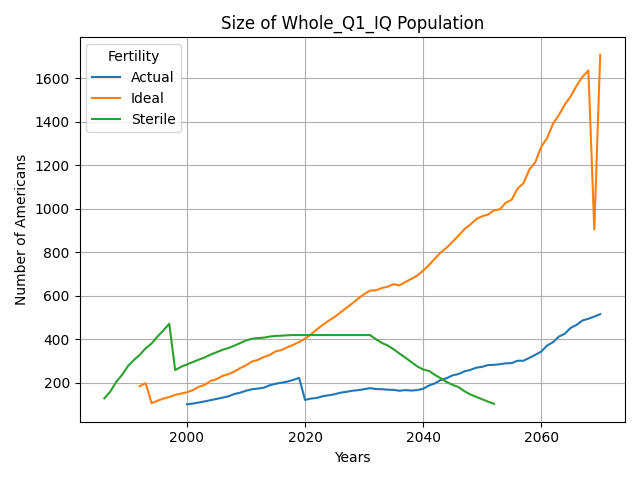 Size of Whole_Q1_IQ Population
Fertility
Actual
Ideal
Sterile
Number of Americans
1600
1400
1200
1000
800
600
400
200
2000
2020
2040
2060
Years